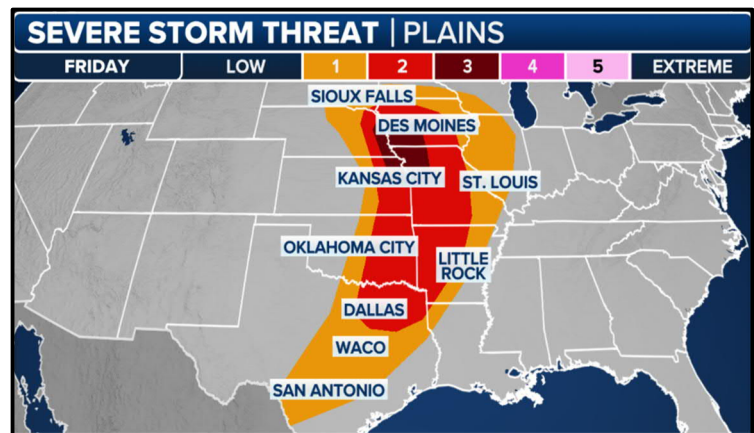 SEVERE STORM THREAT | PLAINS
FRIDAY LOW 1 2 3 4 5 EXTREME
SIOUX FALLS
DES MOINES
KANSAS CITY
ST. LOUIS
OKLAHOMA CITY
LITTLE
ROCK
DALLAS
WACO
SAN ANTONIO